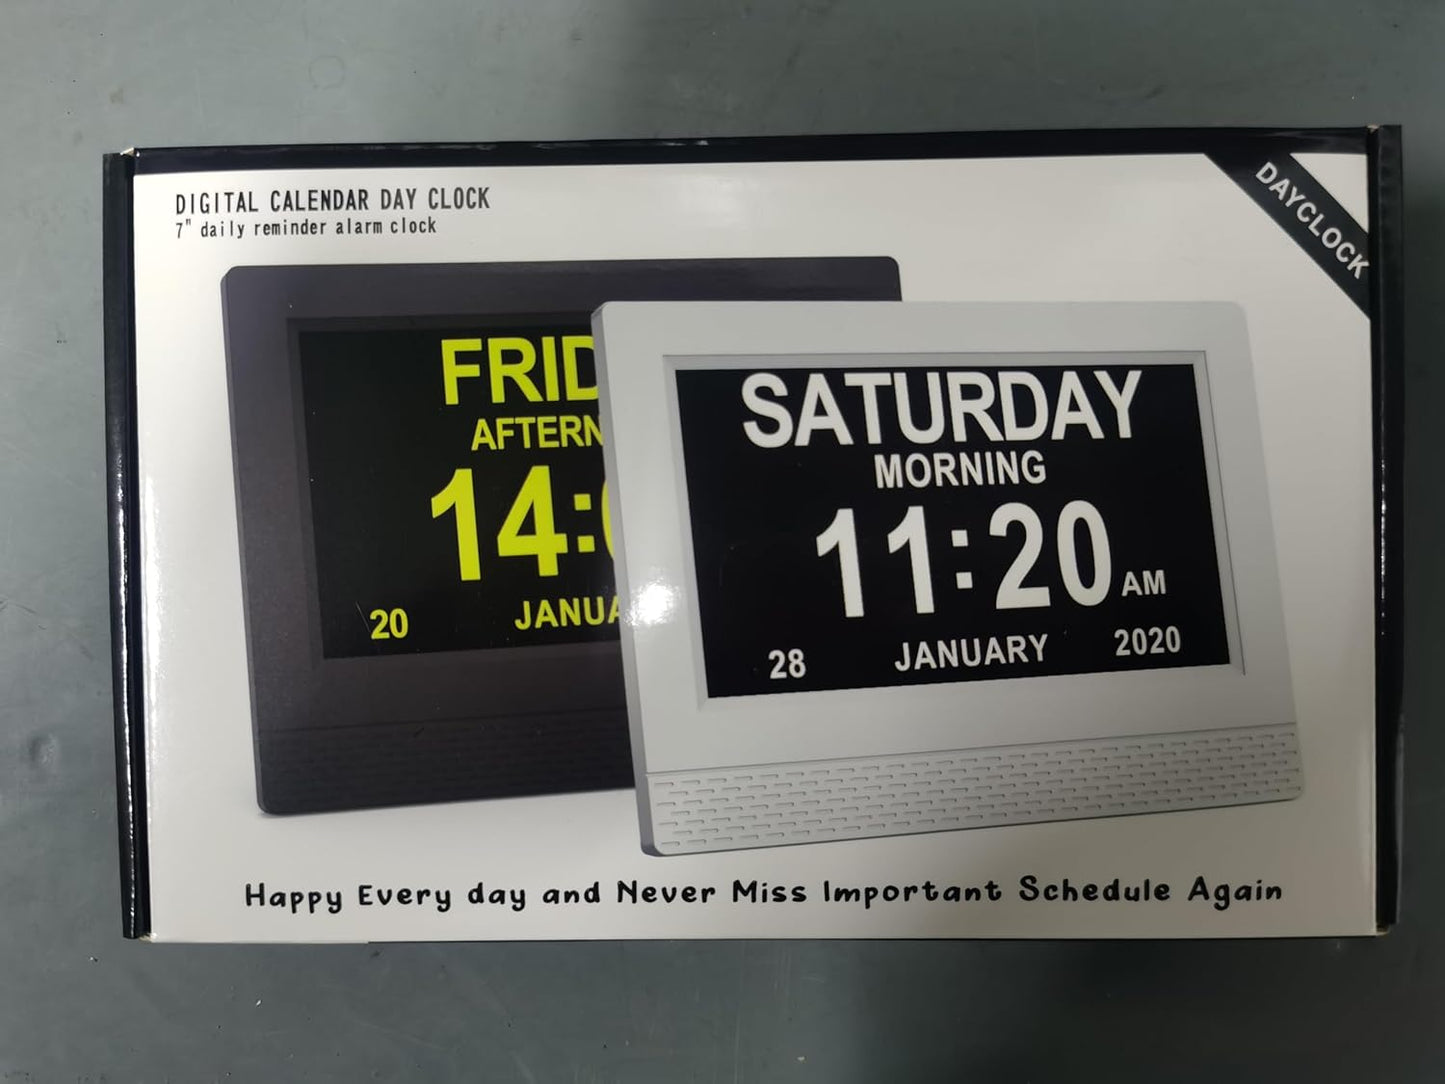 DIGITAL CALENDAR DAY CLOCK
7" daily reminder alarm clock
DAYCLOCK
FRID
AFTERN
14:
20 JANUA
SATURDAY
MORNING
11:20 AM
28 JANUARY 2020
Happy Every day and Never Miss Important Schedule Again